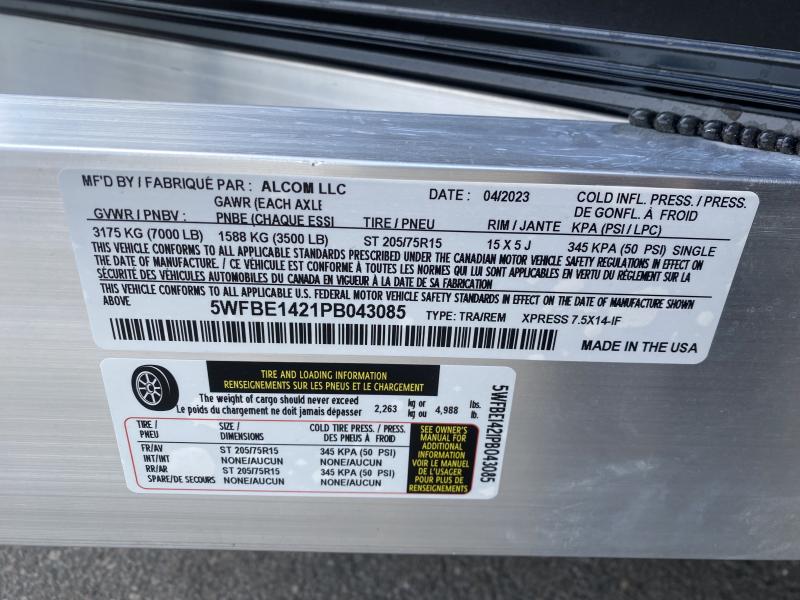 MF'D BY / FABRIQUÉ PAR : ALCOM LLC DATE : 04/2023 COLD INFL. PRESS. / PRESS.
GAWR (EACH AXLE DE GONFL. À FROID
GVWR / PNBV : PNBE (CHAQUE ESSI TIRE / PNEU RIM / JANTE KPA (PSI / LPC)
3175 KG (7000 LB) 1588 KG (3500 LB) ST 205/75R15 15 X 5 J 345 KPA (50 PSI) SINGLE
THIS VEHICLE CONFORMS TO ALL APPLICABLE STANDARDS PRESCRIBED UNDER THE CANADIAN MOTOR VEHICLE SAFETY REGULATIONS IN EFFECT ON
THE DATE OF MANUFACTURE. / CE VÉHICULE EST CONFORME À TOUTES LES NORMES QUI LUI SONT APPLICABLES EN VERTU DU RÈGLEMENT SUR LA
SÉCURITÉ DES VÉHICULES AUTOMOBILES DU CANADA EN VIGUEUR À LA DATE DE SA FABRICATION
THIS VEHICLE CONFORMS TO ALL APPLICABLE U.S. FEDERAL MOTOR VEHICLE SAFETY STANDARDS IN EFFECT ON THE DATE OF MANUFACTURE SHOWN
ABOVE
5WFBE1421PB043085 TYPE: TRA/REM XPRESS 7.5X14-IF
MADE IN THE USA
TIRE AND LOADING INFORMATION
RENSEIGNEMENTS SUR LES PNEUS ET LE CHARGEMENT
The weight of cargo should never exceed kg or lbs.
Le poids du chargement ne doit jamais dépasser 2,263 kg ou 4,988 lb.
TIRE / SIZE / COLD TIRE PRESS. / PRESS.
PNEU DIMENSIONS DES PNEUS À FROID
FR/AV ST 205/75R15 345 KPA (50 PSI)
INT/INT NONE/AUCUN NONE/AUCUN
RR/AR ST 205/75R15 345 KPA (50 PSI)
SPARE/DE SECOURS NONE/AUCUN NONE/AUCUN
SEE OWNER'S
MANUAL FOR
ADDITIONAL
INFORMATION
VOIR LE MANUEL
DE L'USAGER
POUR PLUS DE
RENSEIGNEMENTS
5WFBE1421PB043085